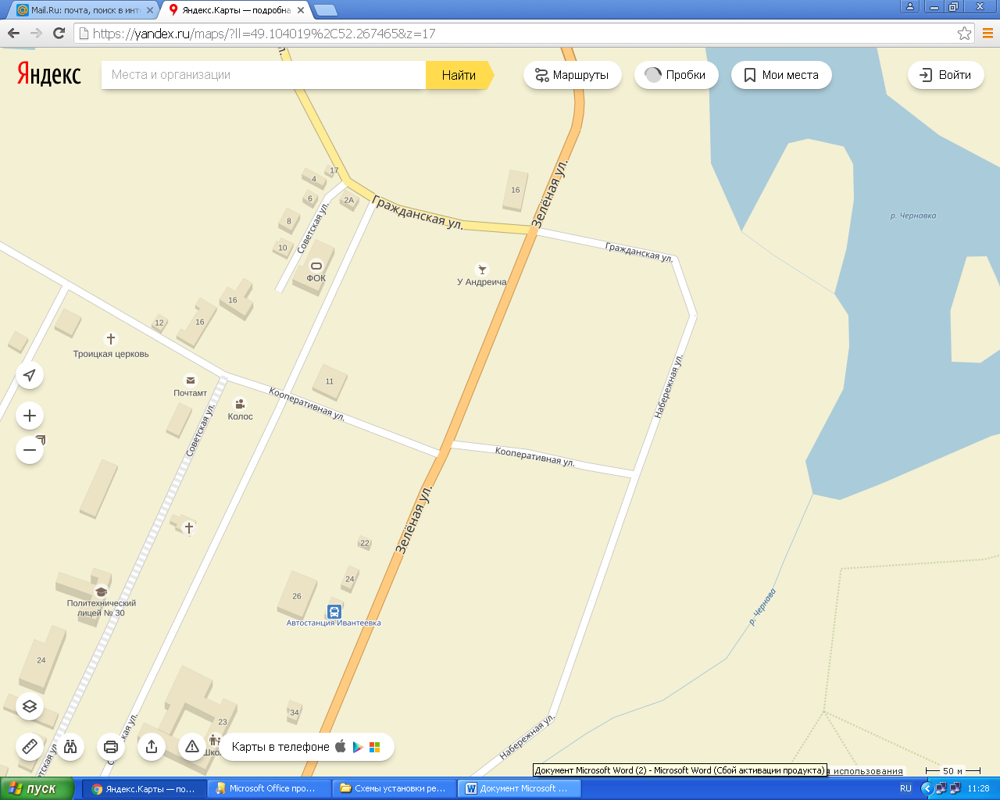 Mail.Ru: почта, поиск в инт
Яндекс.Карты — подробна
https://yandex.ru/maps/?ll=49.104019%2C52.267465&z=17
Яндекс
Места и организации
Найти
Маршруты
Пробки
Мои места
Войти
17
4
6
2А
8
10
Советская ул.
Гражданская ул.
16
Зелёная ул.
Гражданская ул.
р. Чернавка
ФОК
У Андреича
16
16
12
Троицкая церковь
Почтамт
Колос
11
Кооперативная ул.
Набережная ул.
Советская ул.
Кооперативная ул.
Зелёная ул.
22
24
26
Автостанция Ивантеевка
Политехнический
лицей № 30
24
р. Чернава
34
23
Набережная ул.
Карты в телефоне
Документ Microsoft Word (2) - Microsoft Word (Сбой активации продукта)
использования
50 м
пуск
Яндекс.Карты — по...
Microsoft Office про...
Схемы установки ре...
Документ Microsoft ...
RU
11:28